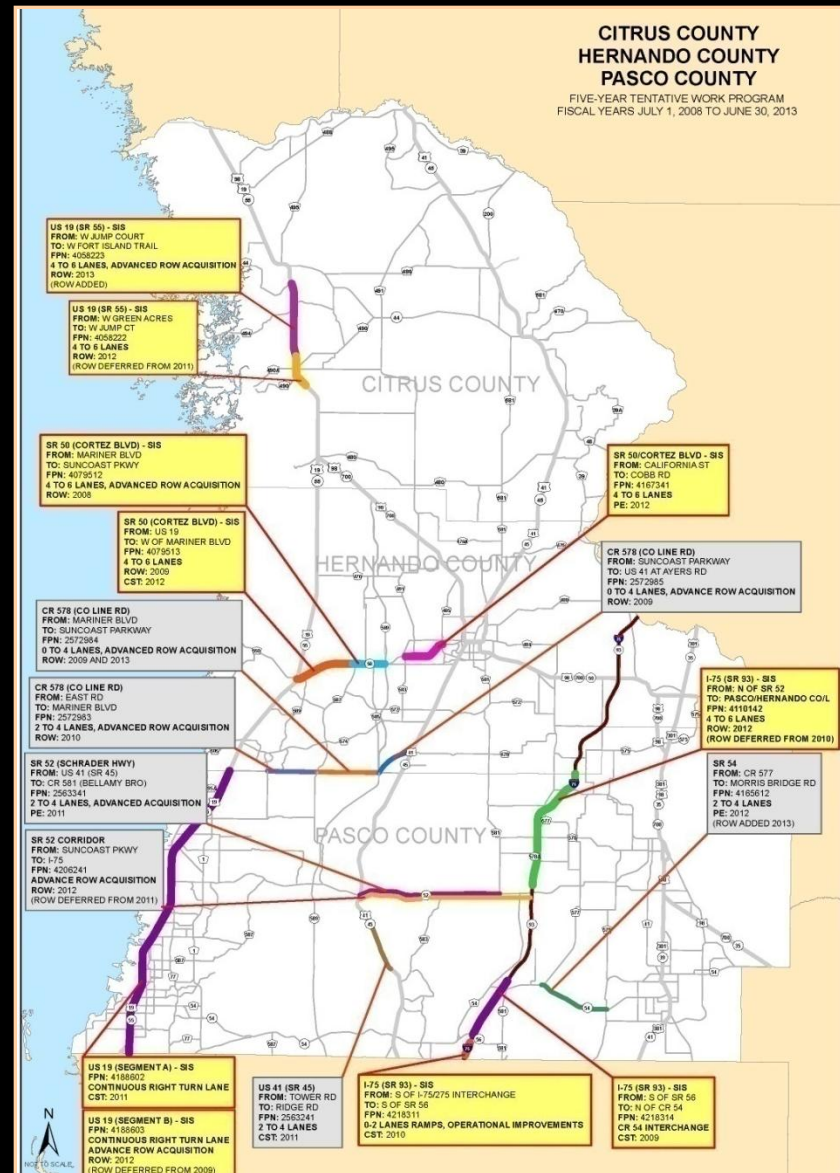 CITRUS COUNTY
HERNANDO COUNTY
PASCO COUNTY
FIVE-YEAR TENTATIVE WORK PROGRAM
FISCAL YEARS JULY 1, 2008 TO JUNE 30, 2013
US 19 (SR 55) - SIS
FROM: W JUMP COURT
TO: W FORT ISLAND TRAIL
FPN: 4058223
4 TO 6 LANES, ADVANCED ROW ACQUISITION
ROW: 2013
(ROW ADDED)
US 19 (SR 55) - SIS
FROM: W GREEN ACRES
TO: W JUMP CT
FPN: 4058222
4 TO 6 LANES
ROW: 2012
(ROW DEFERRED FROM 2011)
CITRUS COUNTY
SR 50 (CORTEZ BLVD) - SIS
FROM: MARINER BLVD
TO: SUNCOAST PKWY
FPN: 4079512
4 TO 6 LANES, ADVANCED ROW ACQUISITION
ROW: 2008
SR 50/CORTEZ BLVD - SIS
FROM: CALIFORNIA ST
TO: COBB RD
FPN: 4167341
4 TO 6 LANES
PE: 2012
SR 50 (CORTEZ BLVD) - SIS
FROM: US 19
TO: W OF MARINER BLVD
FPN: 4079513
4 TO 6 LANES
ROW: 2009
CST: 2012
HERNANDO COUNTY
CR 578 (CO LINE RD)
FROM: SUNCOAST PARKWAY
TO: US 41 AT AYERS RD
FPN: 2572985
0 TO 4 LANES, ADVANCE ROW ACQUISITION
ROW: 2009
CR 578 (CO LINE RD)
FROM: MARINER BLVD
TO: SUNCOAST PARKWAY
FPN: 2572984
0 TO 4 LANES, ADVANCED ROW ACQUISITION
ROW: 2009 AND 2013
CR 578 (CO LINE RD)
FROM: EAST RD
TO: MARINER BLVD
FPN: 2572983
2 TO 4 LANES, ADVANCED ROW ACQUISITION
ROW: 2010
I-75 (SR 93) - SIS
FROM: N OF SR 52
TO: PASCO/HERNANDO CO/L
FPN: 4110142
4 TO 6 LANES
ROW: 2012
(ROW DEFERRED FROM 2010)
SR 52 (SCHRADER HWY)
FROM: US 41 (SR 45)
TO: CR 581 (BELLAMY BRO)
FPN: 2563341
2 TO 4 LANES, ADVANCED ROW ACQUISITION
PE: 2011
SR 54
FROM: CR 577
TO: MORRIS BRIDGE RD
FPN: 4165612
2 TO 4 LANES
PE: 2012
(ROW ADDED 2013)
PASCO COUNTY
SR 52 CORRIDOR
FROM: SUNCOAST PKWY
TO: I-75
FPN: 4206241
ADVANCE ROW ACQUISITION
ROW: 2012
(ROW DEFERRED FROM 2011)
US 19 (SEGMENT A) - SIS
FPN: 4188602
CONTINUOUS RIGHT TURN LANE
CST: 2011
US 19 (SEGMENT B) - SIS
FPN: 4188603
CONTINUOUS RIGHT TURN LANE
ADVANCE ROW ACQUISITION
ROW: 2012
(ROW DEFERRED FROM 2009)
US 41 (SR 45)
FROM: TOWER RD
TO: RIDGE RD
FPN: 2563241
2 TO 4 LANES
CST: 2011
I-75 (SR 93) - SIS
FROM: S OF I-75/275 INTERCHANGE
TO: S OF SR 56
FPN: 4218311
0-2 LANES RAMPS, OPERATIONAL IMPROVEMENTS
CST: 2010
I-75 (SR 93) - SIS
FROM: S OF SR 56
TO: N OF CR 54
FPN: 4218314
CR 54 INTERCHANGE
CST: 2009
N
NOT TO SCALE